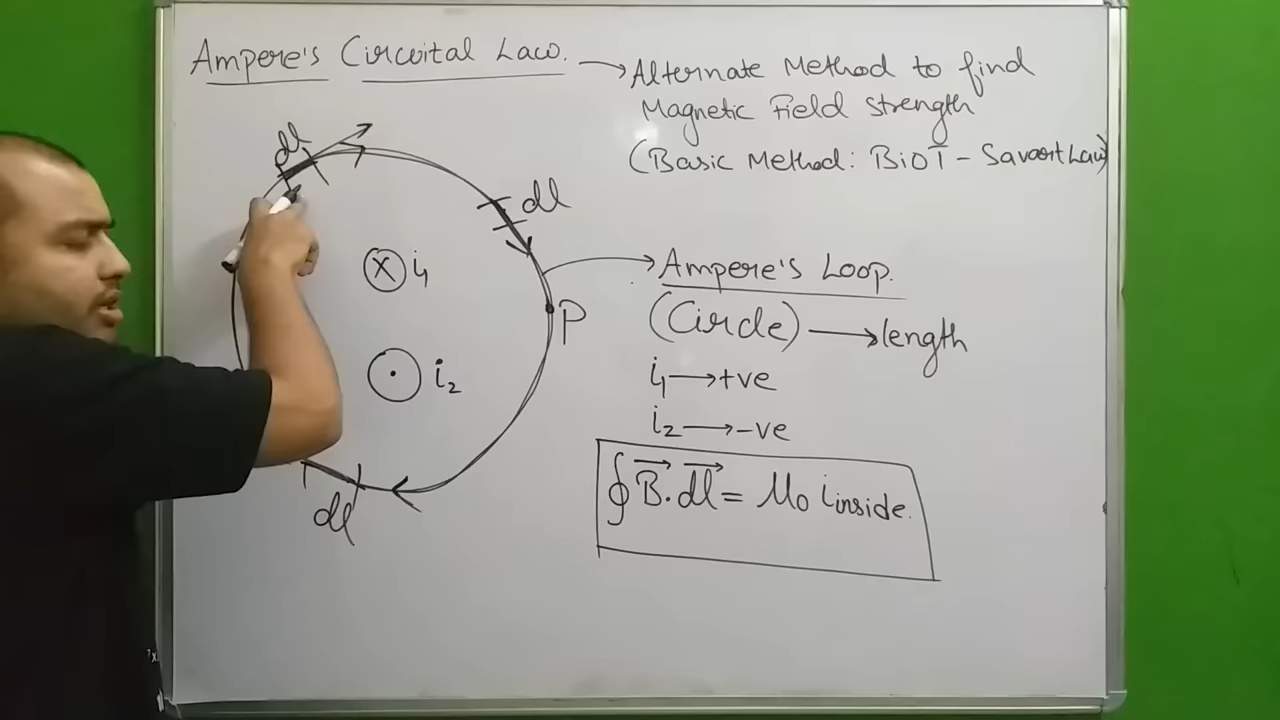 Ampere's Circuital Law. → Alternate Method to find
Magnetic Field strength
(Basic Method: BIOT - Savart Law)
dl
dl
x i₁
Ampere's Loop.
P
(Circle) → length
i₂
i₁ → +ve
i₂ → -ve
∮ B⃗. dl⃗ = μ₀ i inside.
dl